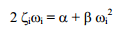 2 ζᵢωᵢ = α + β ωᵢ²